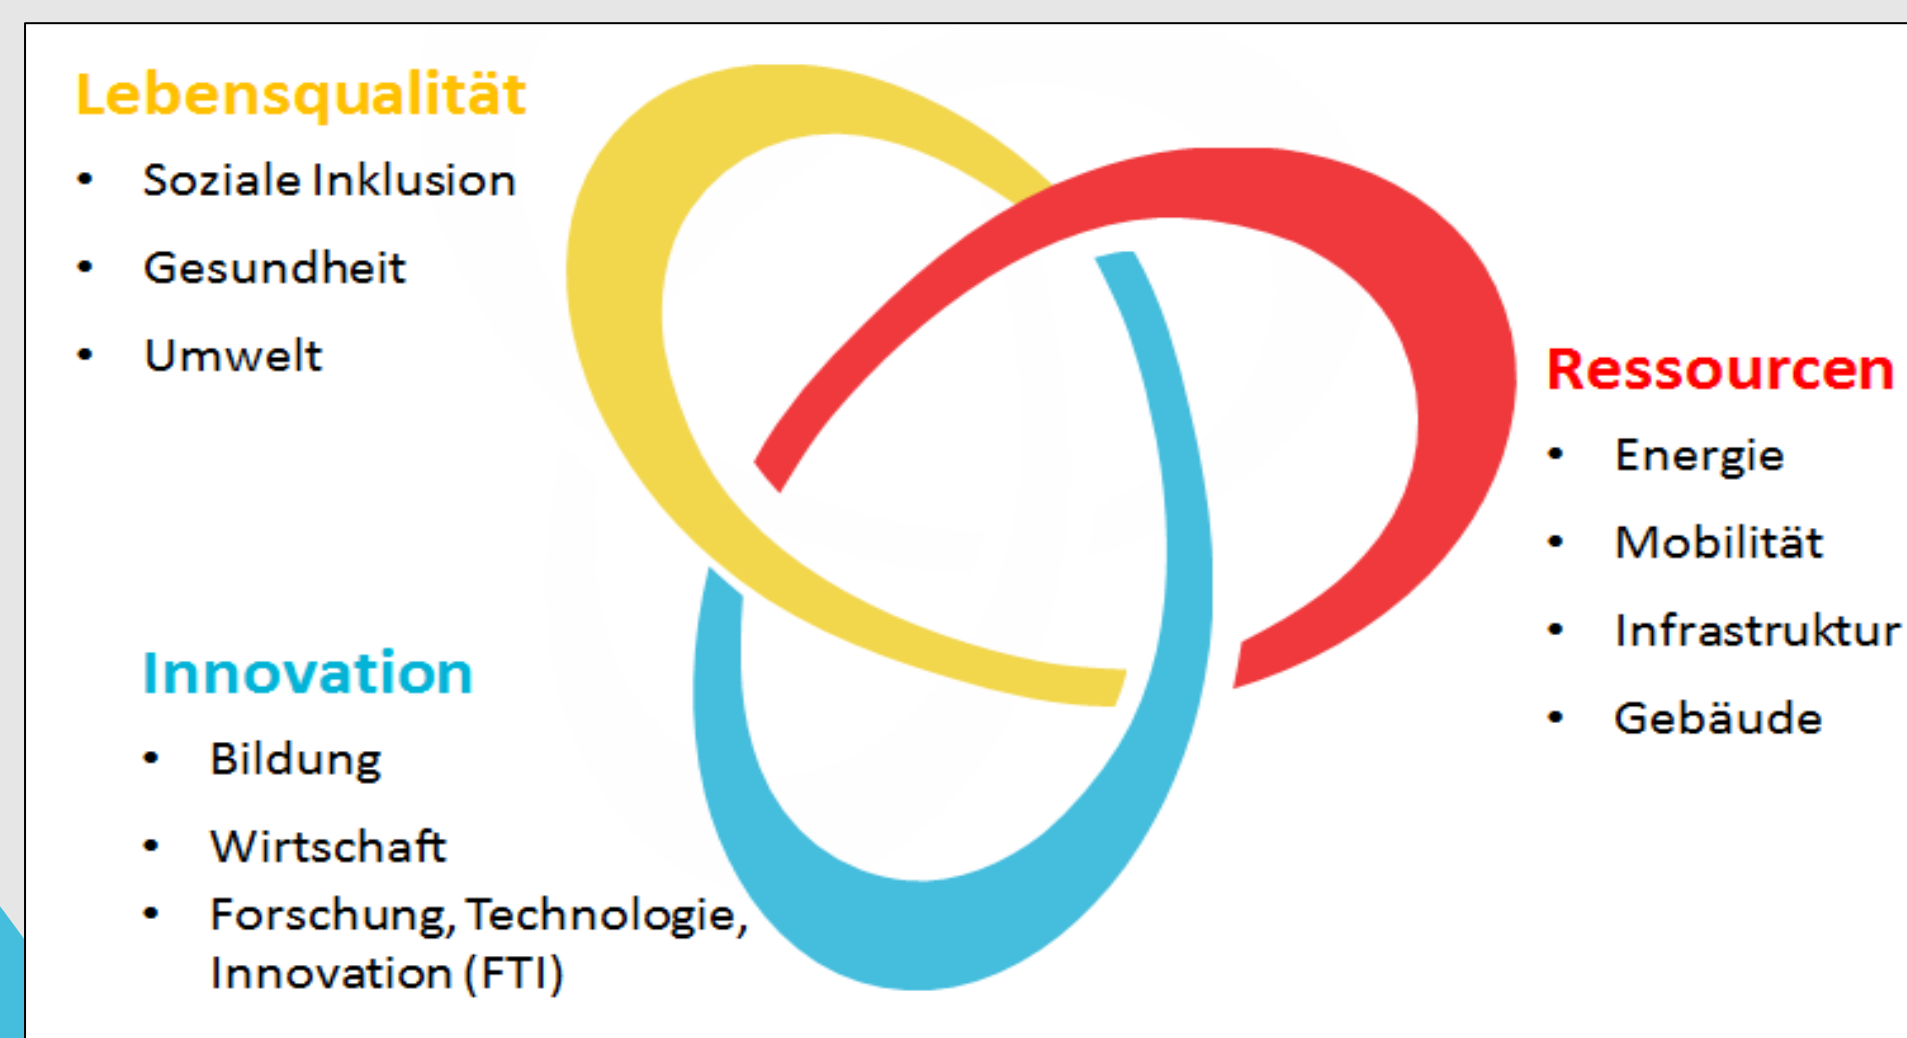 Lebensqualität
• Soziale Inklusion
• Gesundheit
• Umwelt
Ressourcen
• Energie
• Mobilität
• Infrastruktur
• Gebäude
Innovation
• Bildung
• Wirtschaft
• Forschung, Technologie,
Innovation (FTI)